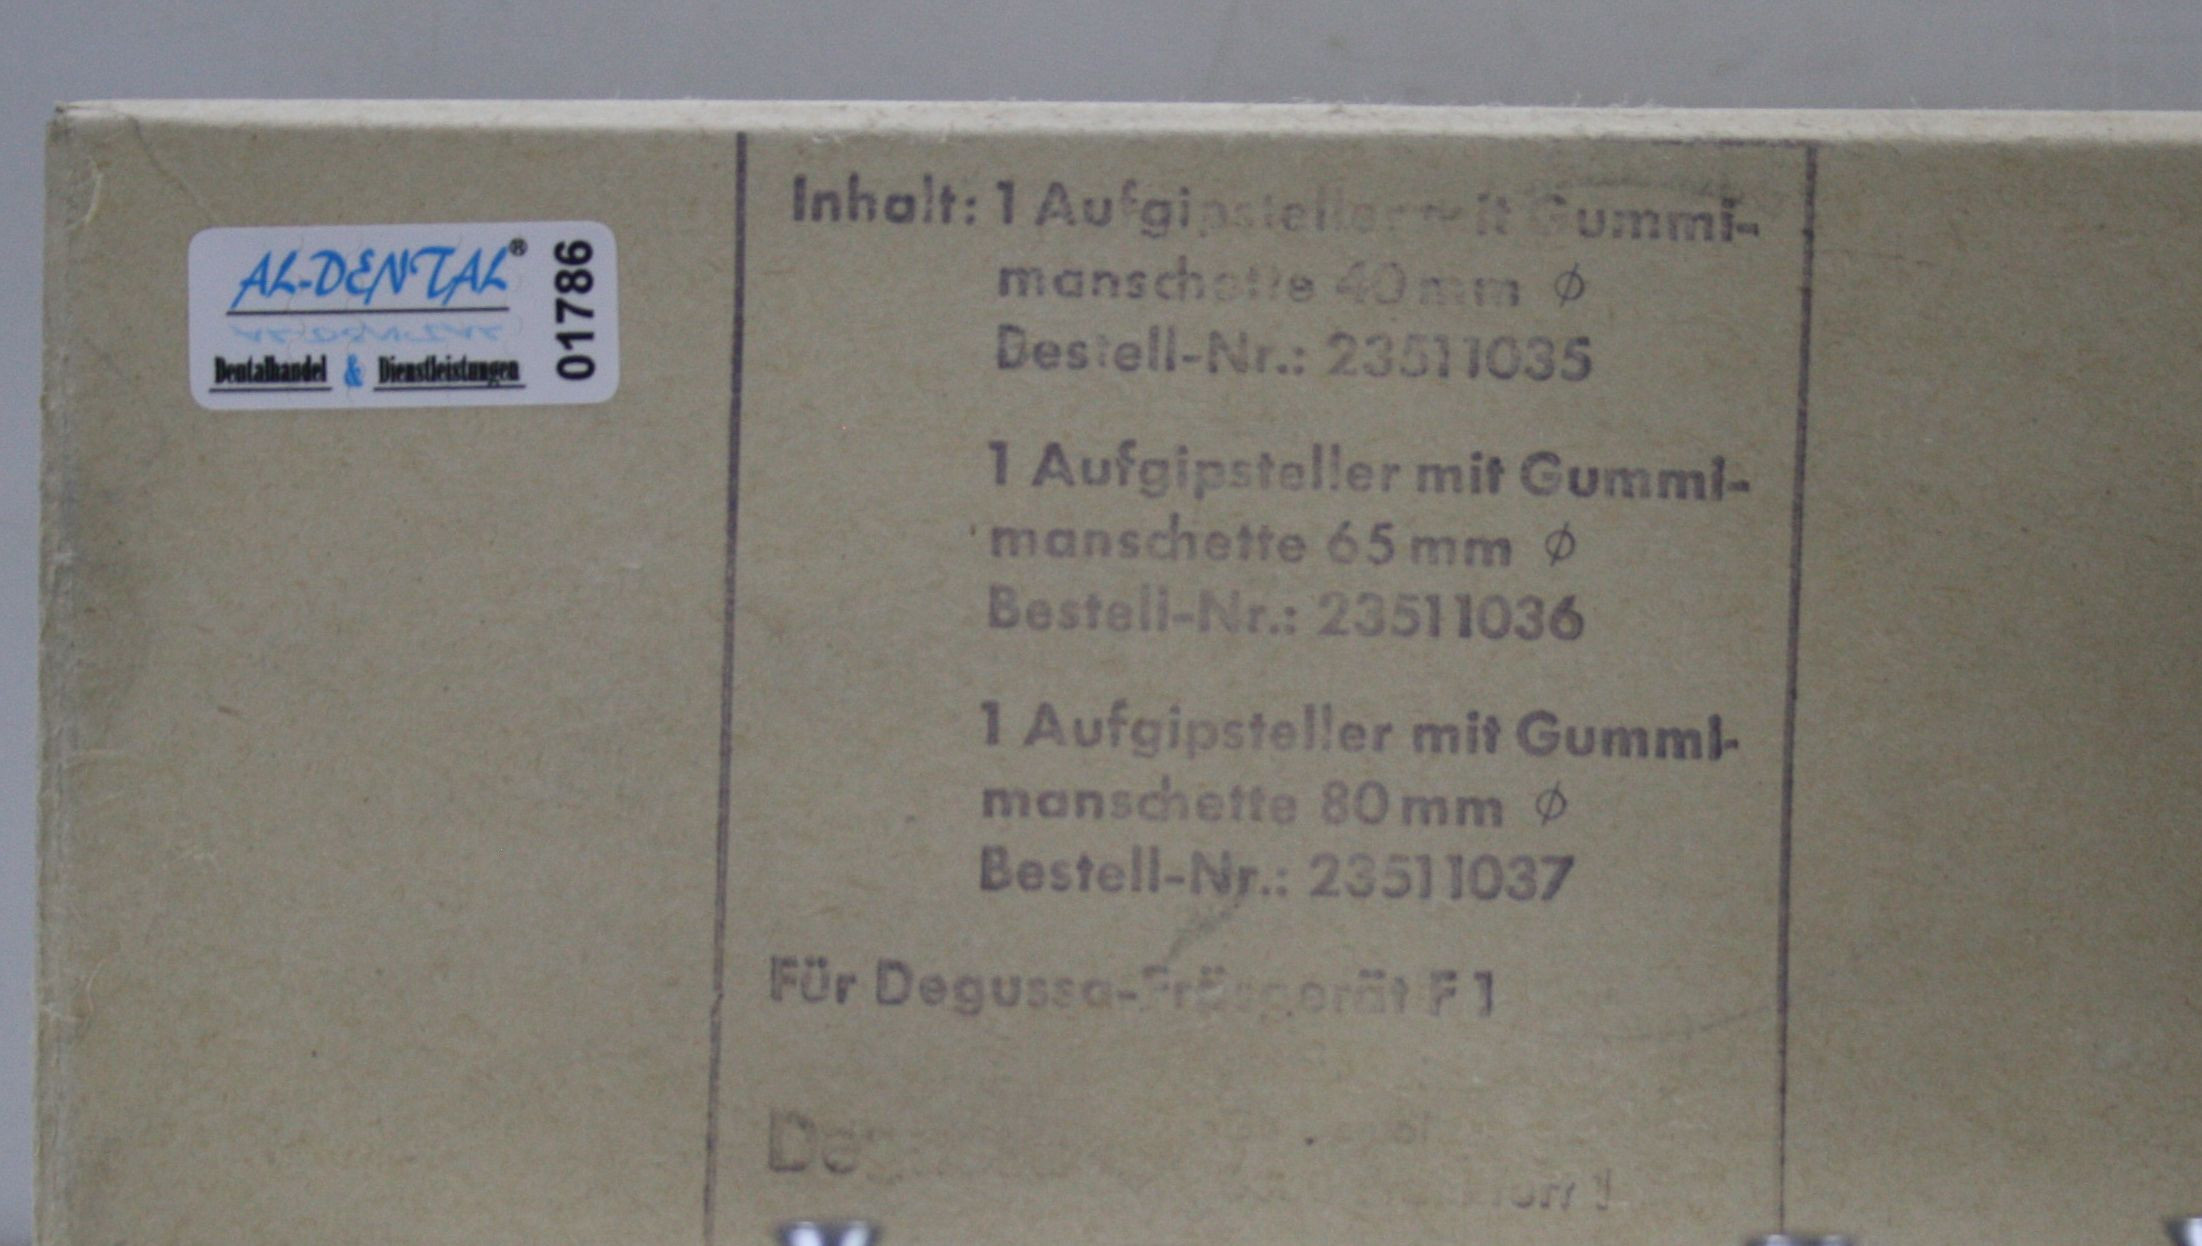 AL-DENTAL®
Dentalhandel & Dienstleistungen
01786
Inhalt: 1 Aufgipsteller mit Gummi-
manschette 40 mm Ø
Bestell-Nr.: 23511035
1 Aufgipsteller mit Gummi-
manschette 65 mm Ø
Bestell-Nr.: 23511036
1 Aufgipsteller mit Gummi-
manschette 80 mm Ø
Bestell-Nr.: 23511037
Für Degussa-Fräsgerät F 1